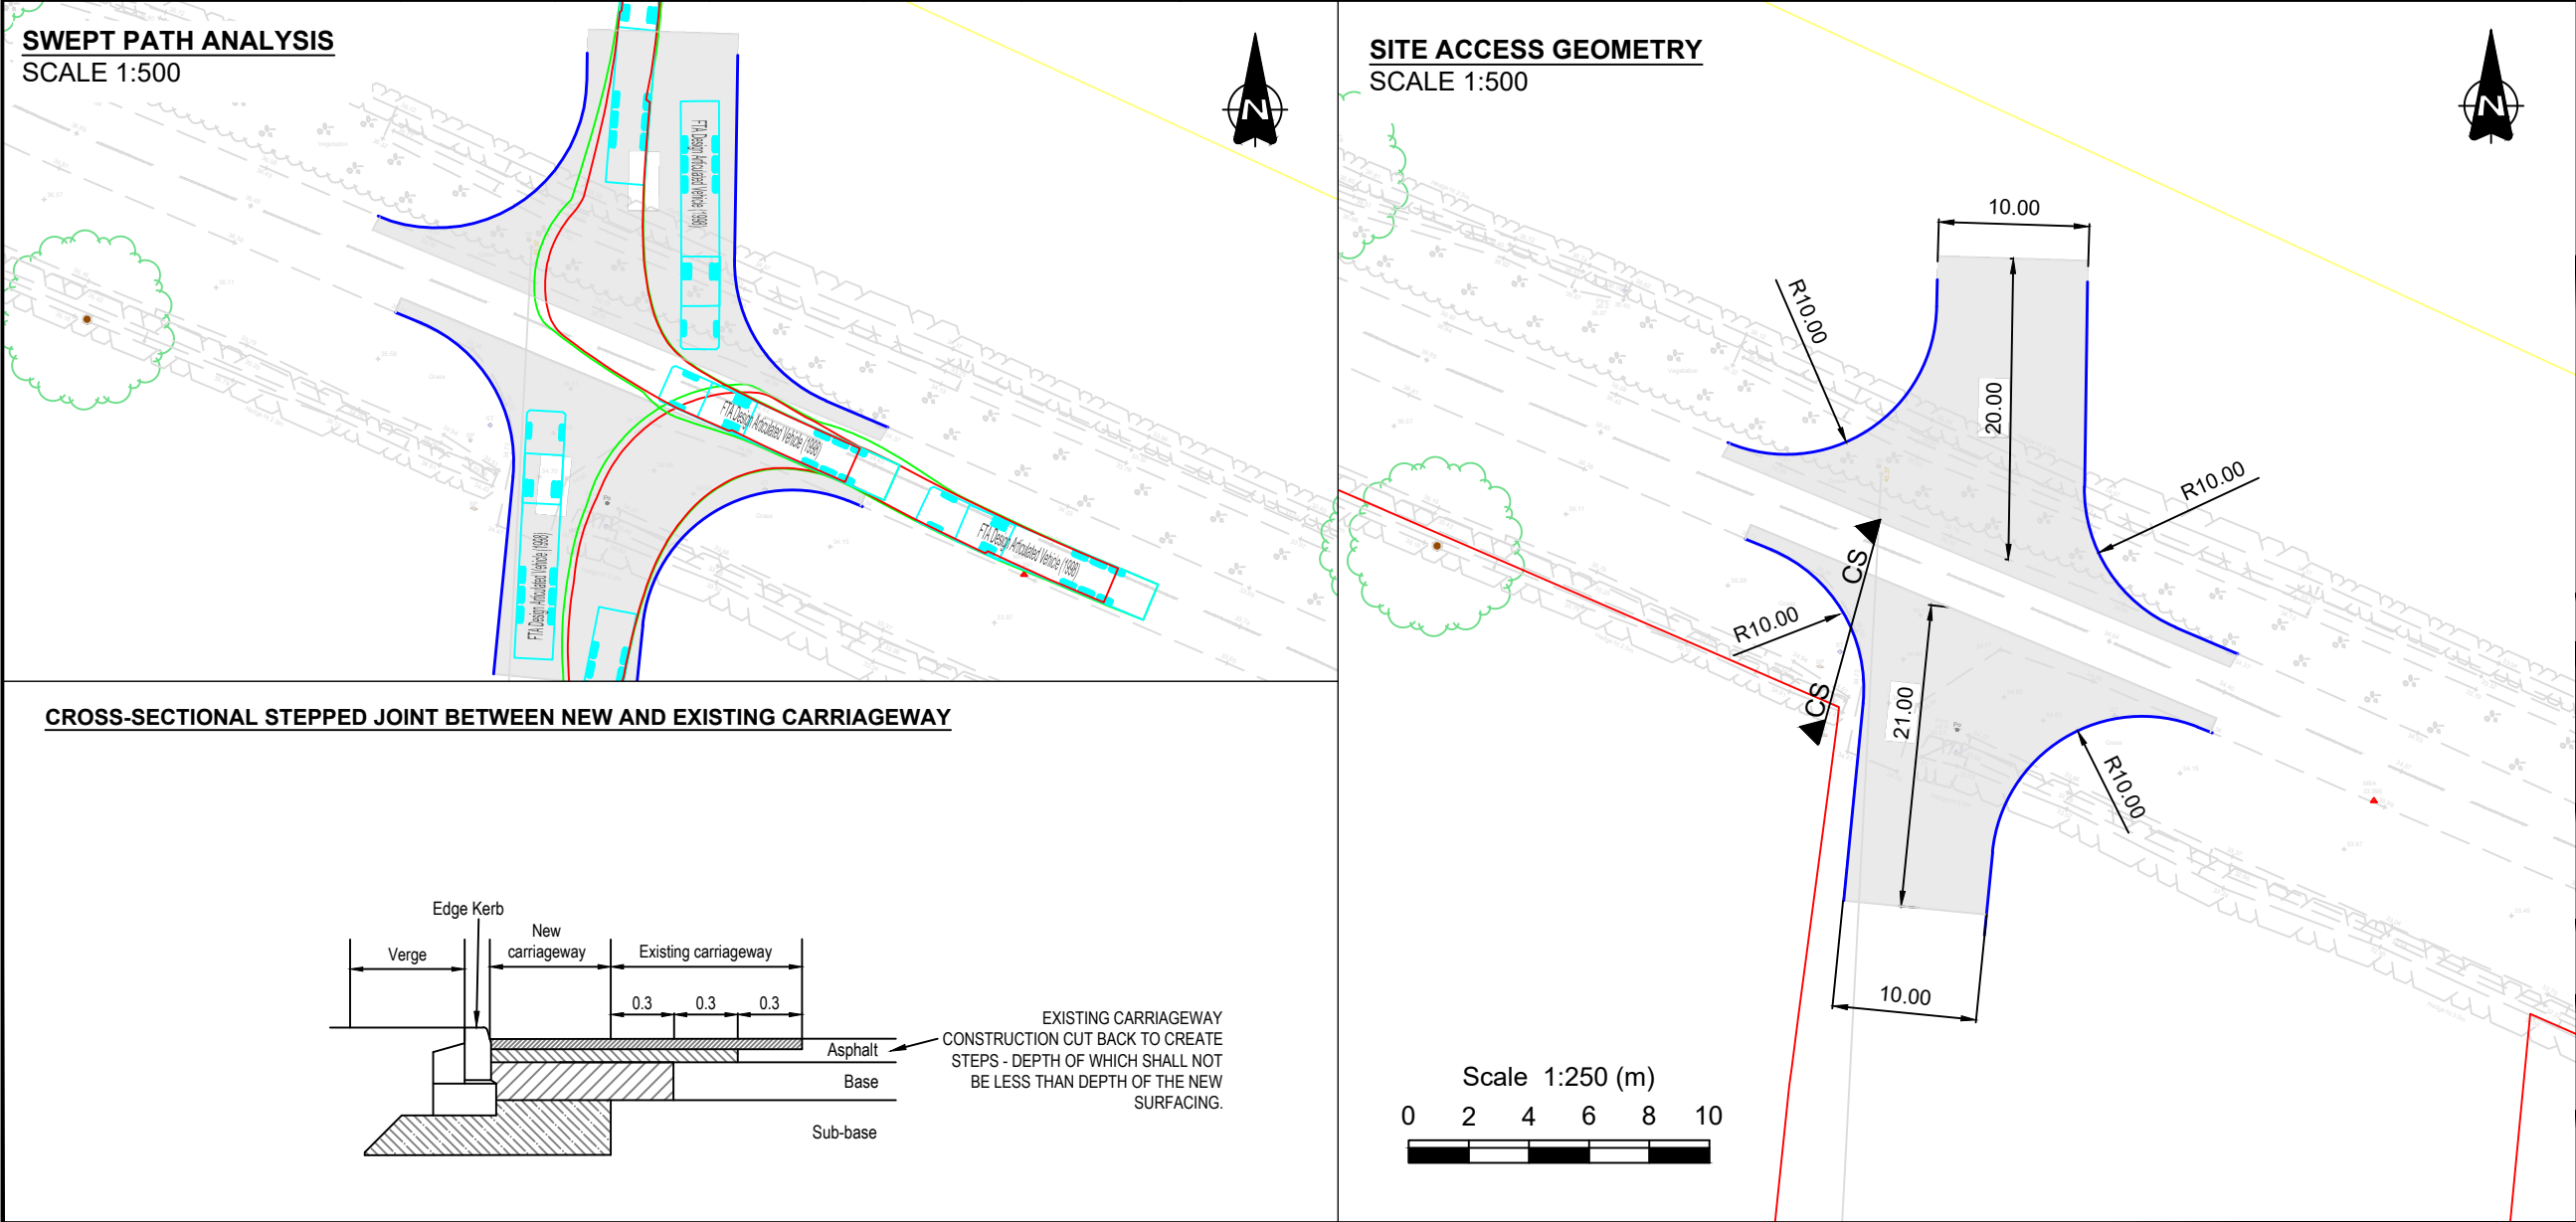 SWEPT PATH ANALYSIS
SCALE 1:500
N
FTA Design Articulated Vehicle (1998)
FTA Design Articulated Vehicle (1998)
FTA Design Articulated Vehicle (1998)
FTA Design Articulated Vehicle (1998)
SITE ACCESS GEOMETRY
SCALE 1:500
N
10.00
R10.00
20.00
R10.00
CS
R10.00
CS
21.00
R10.00
10.00
Scale 1:250 (m)
0 2 4 6 8 10
CROSS-SECTIONAL STEPPED JOINT BETWEEN NEW AND EXISTING CARRIAGEWAY
Edge Kerb
Verge
New
carriageway
Existing carriageway
0.3 0.3 0.3
Asphalt
Base
Sub-base
EXISTING CARRIAGEWAY
CONSTRUCTION CUT BACK TO CREATE
STEPS - DEPTH OF WHICH SHALL NOT
BE LESS THAN DEPTH OF THE NEW
SURFACING.